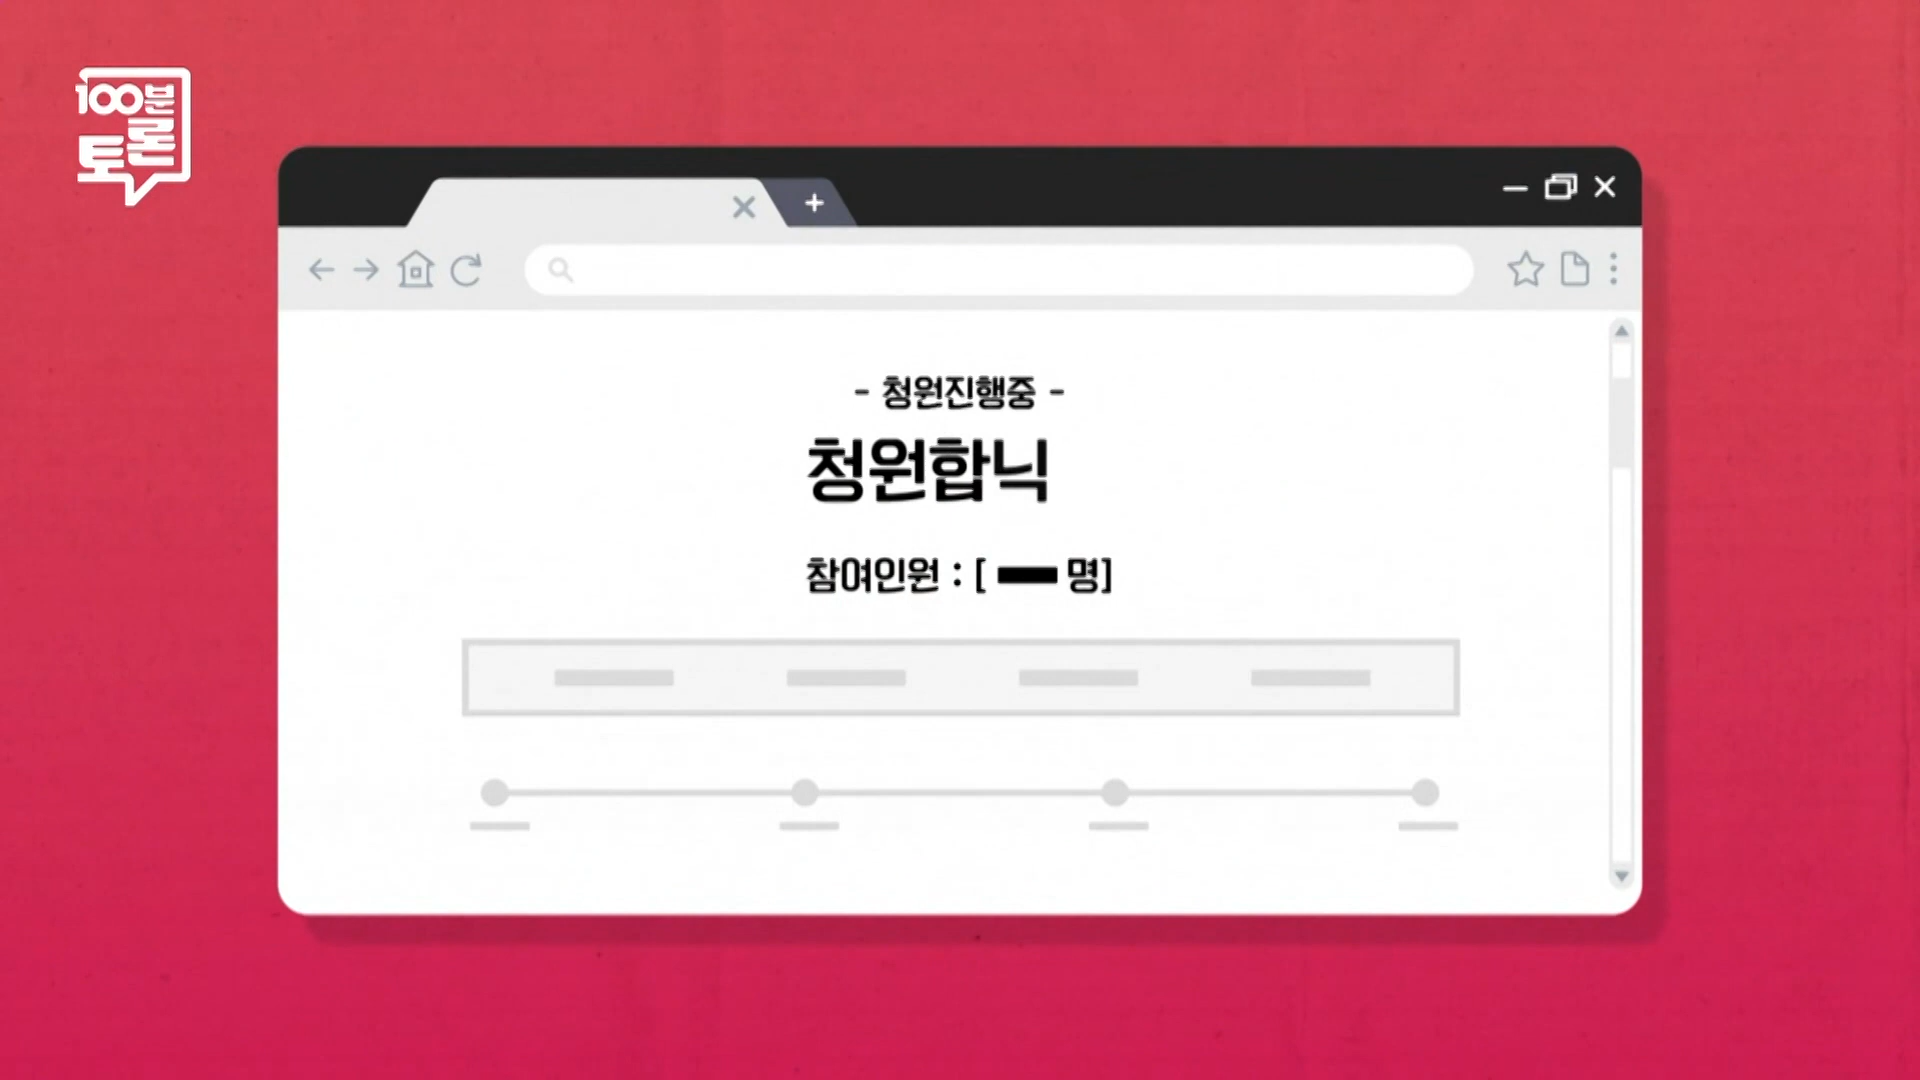 100분
토론
- 청원진행중 -
청원합닉
참여인원 : [ 명]